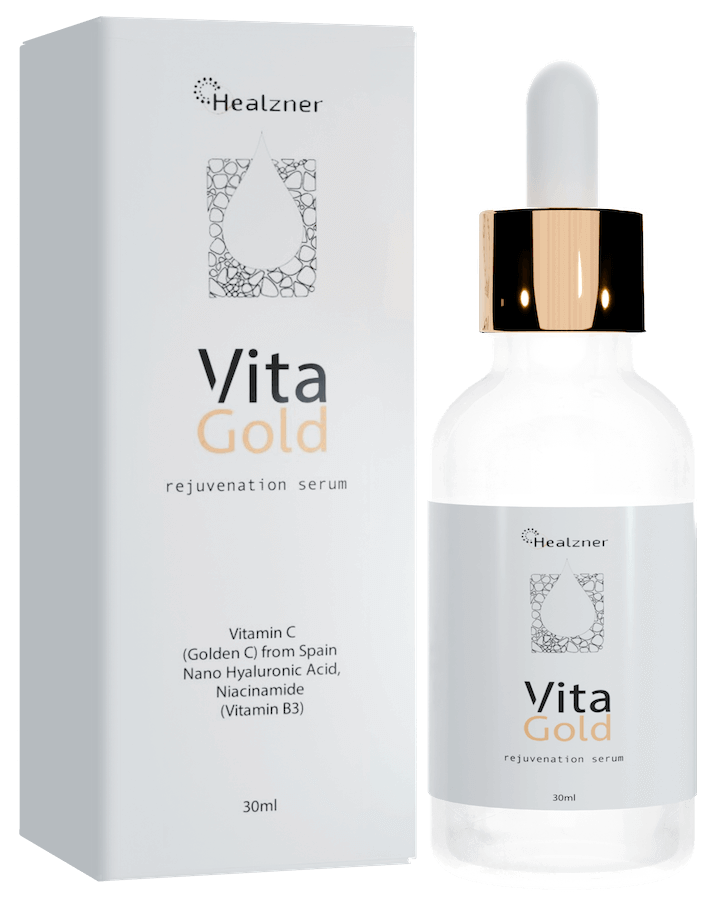 Healzner
Vita
Gold
rejuvenation serum
Vitamin C
(Golden C) from Spain
Nano Hyaluronic Acid,
Niacinamide
(Vitamin B3)
30ml
Healzner
Vita
Gold
rejuvenation serum
30ml